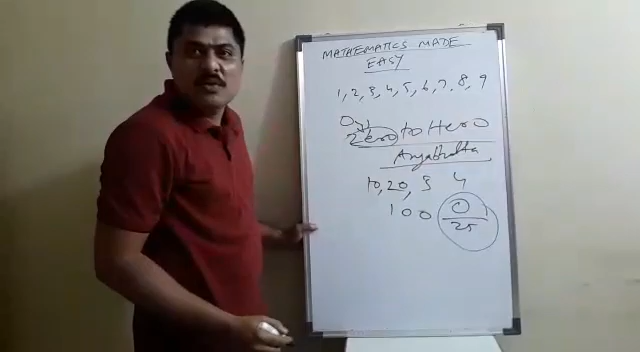 MATHEMATICS MADE
EASY
1, 2, 3, 4, 5, 6, 7, 8, 9
Zero to Hero
Aryabhatta
10, 20, 3 4
100 0/25